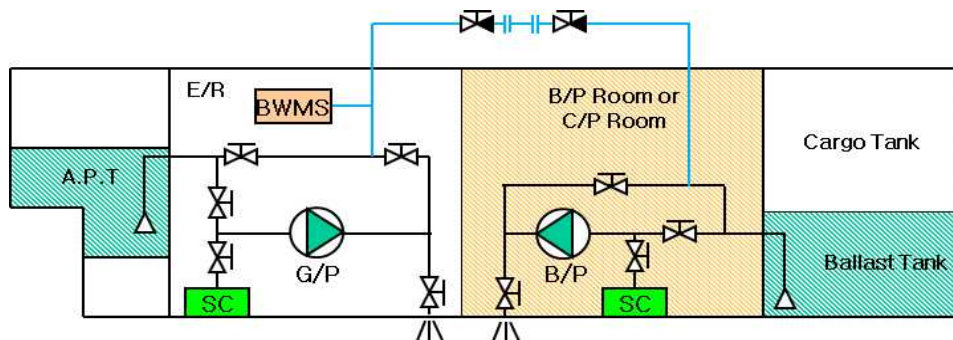 E/R
BWMS
B/P Room or
C/P Room
Cargo Tank
A.P.T
G/P
B/P
Ballast Tank
SC
SC